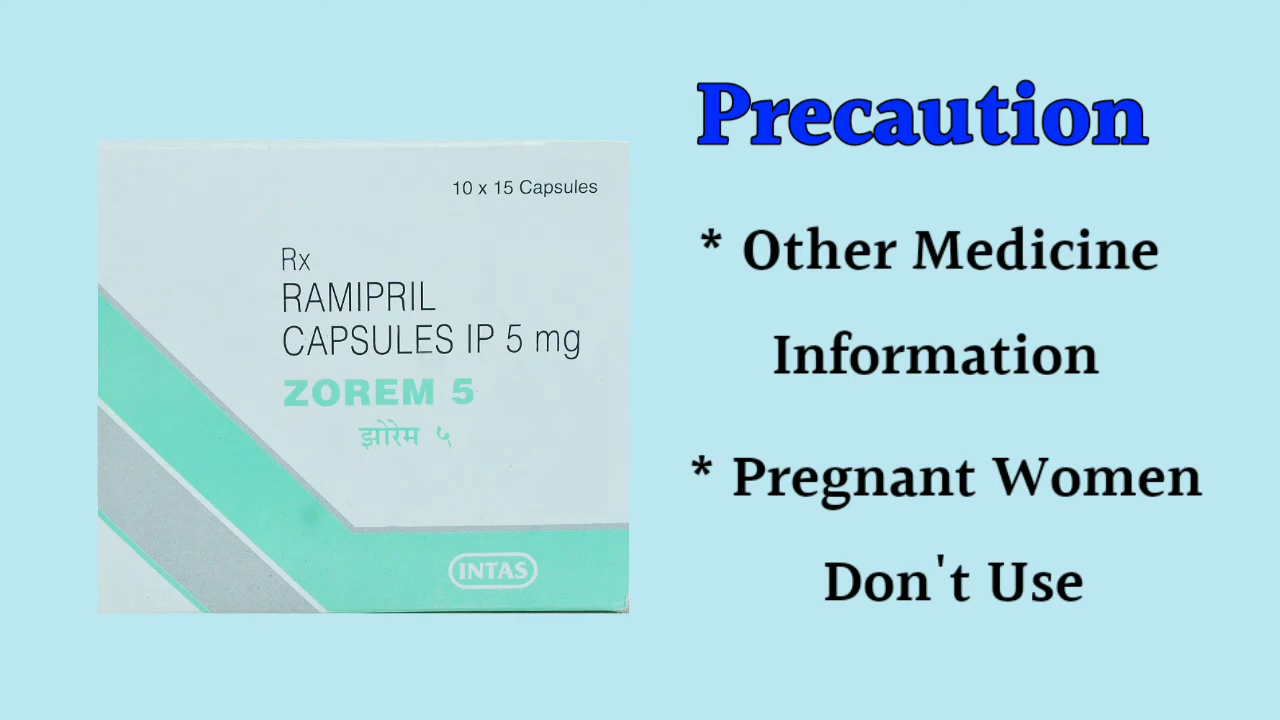 10 x 15 Capsules
Rx
RAMIPRIL
CAPSULES IP 5 mg
ZOREM 5
झोरेम ५
INTAS
Precaution
* Other Medicine
Information
* Pregnant Women
Don't Use